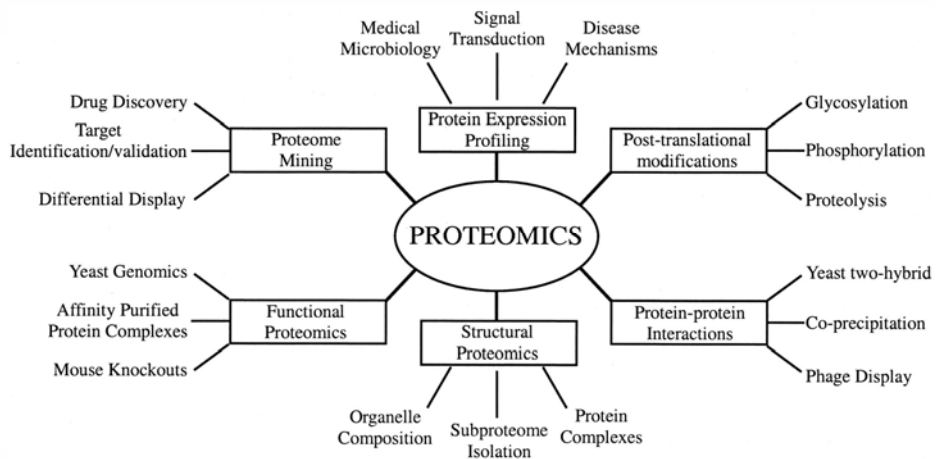 Medical
Microbiology
Signal
Transduction
Disease
Mechanisms
Protein Expression
Profiling
Drug Discovery
Target
Identification/validation
Differential Display
Proteome
Mining
Post-translational
modifications
Glycosylation
Phosphorylation
Proteolysis
PROTEOMICS
Yeast Genomics
Affinity Purified
Protein Complexes
Mouse Knockouts
Functional
Proteomics
Structural
Proteomics
Protein-protein
Interactions
Yeast two-hybrid
Co-precipitation
Phage Display
Organelle
Composition
Subproteome
Isolation
Protein
Complexes